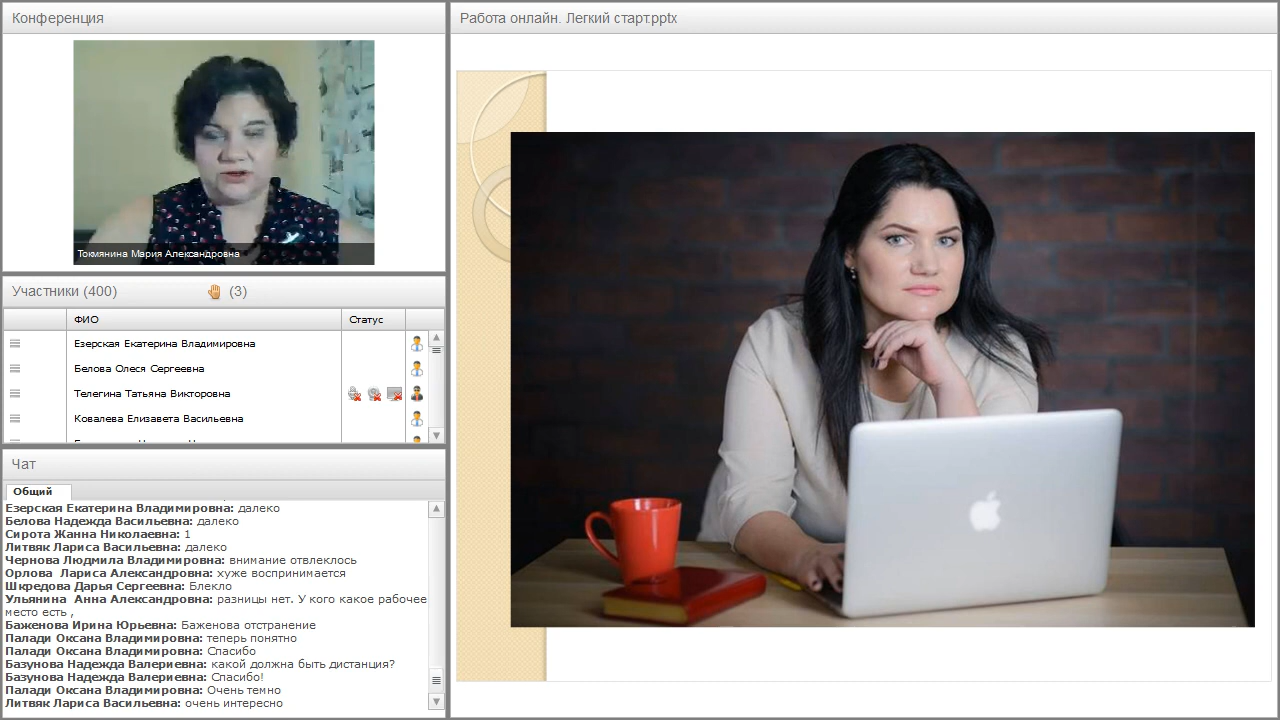 Конференция
Токмянина Мария Александровна
Участники (400) (3)
ФИО Статус
Езерская Екатерина Владимировна
Белова Олеся Сергеевна
Телегина Татьяна Викторовна
Ковалева Елизавета Васильевна
Чат
Общий
Езерская Екатерина Владимировна: далеко
Белова Надежда Васильевна: далеко
Сирота Жанна Николаевна: 1
Литвяк Лариса Васильевна: далеко
Чернова Людмила Владимировна: внимание отвлеклось
Орлова Лариса Александровна: хуже воспринимается
Шкредова Дарья Сергеевна: Блекло
Ульянина Анна Александровна: разницы нет. У кого какое рабочее
место есть ,
Баженова Ирина Юрьевна: Баженова отстранение
Палади Оксана Владимировна: теперь понятно
Палади Оксана Владимировна: Спасибо
Базунова Надежда Валериевна: какой должна быть дистанция?
Базунова Надежда Валериевна: Спасибо!
Палади Оксана Владимировна: Очень темно
Литвяк Лариса Васильевна: очень интересно
Работа онлайн. Легкий старт.pptx